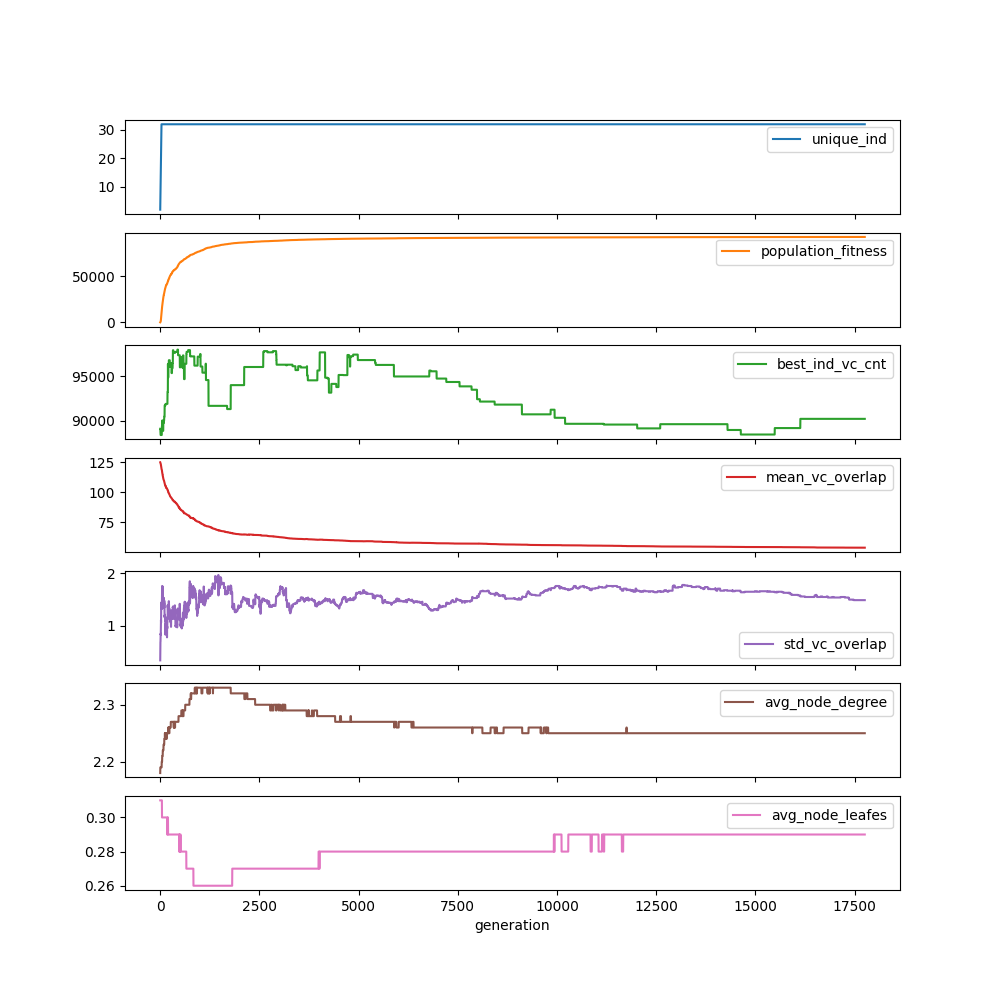 30
20
10
unique_ind
50000
0
population_fitness
95000
90000
best_ind_vc_cnt
125
100
75
mean_vc_overlap
2
1
std_vc_overlap
2.3
2.2
avg_node_degree
0.30
0.28
0.26
avg_node_leafes
0 2500 5000 7500 10000 12500 15000 17500
generation